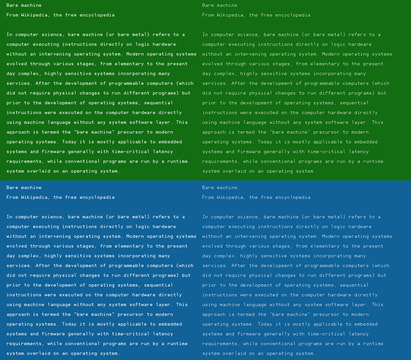 Bare machine
From Wikipedia, the free encyclopedia
In computer science, bare machine (or bare metal) refers to a
computer executing instructions directly on logic hardware
without an intervening operating system. Modern operating systems
evolved through various stages, from elementary to the present
day complex, highly sensitive systems incorporating many
services. After the development of programmable computers (which
did not require physical changes to run different programs) but
prior to the development of operating systems, sequential
instructions were executed on the computer hardware directly
using machine language without any system software layer. This
approach is termed the "bare machine" precursor to modern
operating systems. Today it is mostly applicable to embedded
systems and firmware generally with time-critical latency
requirements, while conventional programs are run by a runtime
system overlaid on an operating system.
Bare machine
From Wikipedia, the free encyclopedia
In computer science, bare machine (or bare metal) refers to a
computer executing instructions directly on logic hardware
without an intervening operating system. Modern operating systems
evolved through various stages, from elementary to the present
day complex, highly sensitive systems incorporating many
services. After the development of programmable computers (which
did not require physical changes to run different programs) but
prior to the development of operating systems, sequential
instructions were executed on the computer hardware directly
using machine language without any system software layer. This
approach is termed the "bare machine" precursor to modern
operating systems. Today it is mostly applicable to embedded
systems and firmware generally with time-critical latency
requirements, while conventional programs are run by a runtime
system overlaid on an operating system
Bare machine
From Wikipedia, the free encyclopedia
In computer science, bare machine (or bare metal) refers to a
computer executing instructions directly on logic hardware
without an intervening operating system. Modern operating systems
evolved through various stages, from elementary to the present
day complex, highly sensitive systems incorporating many
services. After the development of programmable computers (which
did not require physical changes to run different programs) but
prior to the development of operating systems, sequential
instructions were executed on the computer hardware directly
using machine language without any system software layer. This
approach is termed the "bare machine" precursor to modern
operating systems. Today it is mostly applicable to embedded
systems and firmware generally with time-critical latency
requirements, while conventional programs are run by a runtime
system overlaid on an operating system.
Bare machine
From Wikipedia, the free encyclopedia
In computer science, bare machine (or bare metal) refers to a
computer executing instructions directly on logic hardware
without an intervening operating system. Modern operating systems
evolved through various stages, from elementary to the present
day complex, highly sensitive systems incorporating many
services. After the development of programmable computers (which
did not require physical changes to run different programs) but
prior to the development of operating systems, sequential
instructions were executed on the computer hardware directly
using machine language without any system software layer. This
approach is termed the "bare machine" precursor to modern
operating systems. Today it is mostly applicable to embedded
systems and firmware generally with time-critical latency
requirements, while conventional programs are run by a runtime
system overlaid on an operating system.